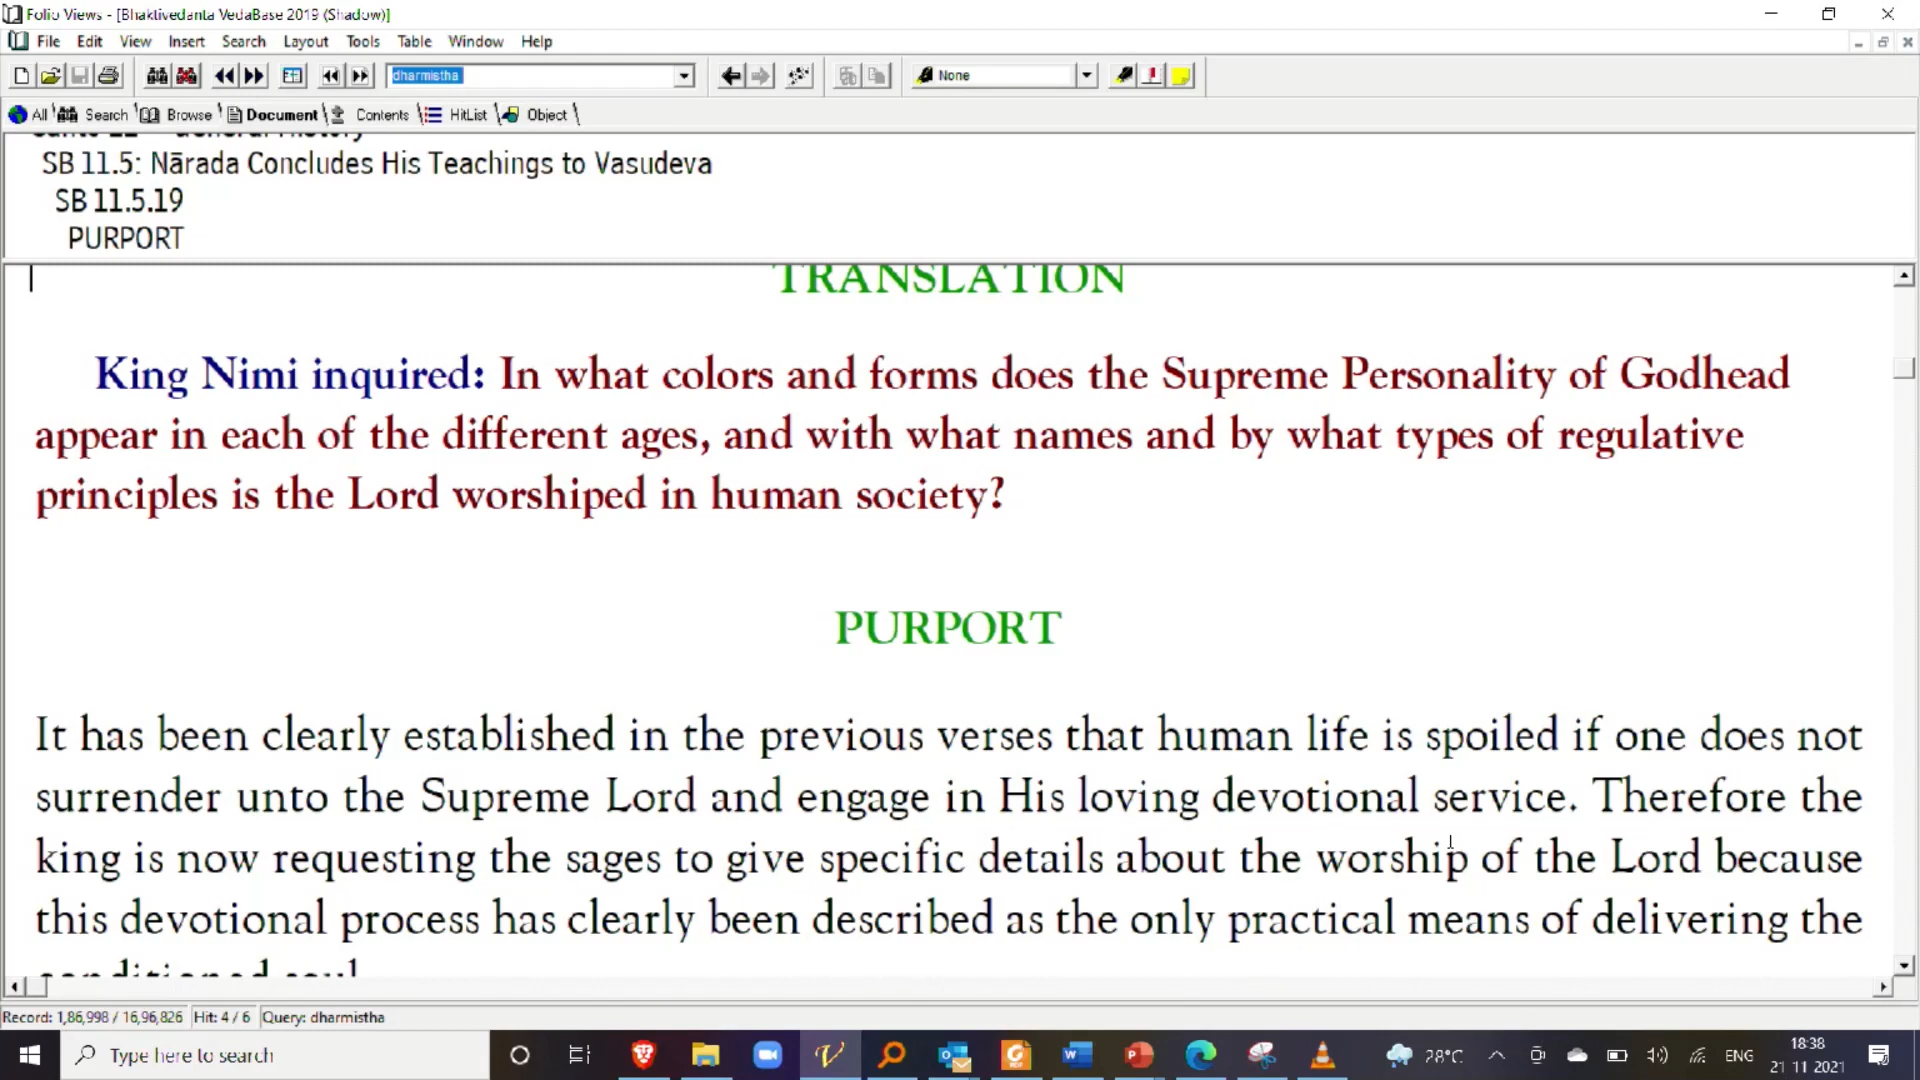 Folio Views - [Bhaktivedanta VedaBase 2019 (Shadow)]
File Edit View Insert Search Layout Tools Table Window Help
dharmistha
None
All Search Browse Document Contents HitList Object
SB 11.5: Nārada Concludes His Teachings to Vasudeva
SB 11.5.19
PURPORT
TRANSLATION
King Nimi inquired: In what colors and forms does the Supreme Personality of Godhead
appear in each of the different ages, and with what names and by what types of regulative
principles is the Lord worshiped in human society?
PURPORT
It has been clearly established in the previous verses that human life is spoiled if one does not
surrender unto the Supreme Lord and engage in His loving devotional service. Therefore the
king is now requesting the sages to give specific details about the worship of the Lord because
this devotional process has clearly been described as the only practical means of delivering the
conditioned soul
Record: 1,86,998 / 16,96,826 Hit: 4 / 6 Query: dharmistha
Type here to search
28°C
ENG
18:38
21-11-2021